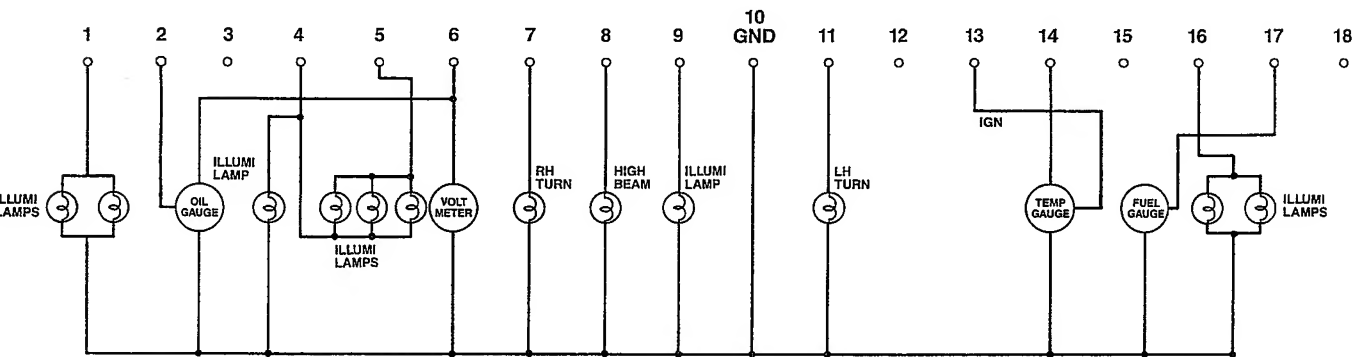 1 2 3 4 5 6 7 8 9 10 11 12 13 14 15 16 17 18
GND
IGN
ILLUMI
LAMPS
OIL
GAUGE
ILLUMI
LAMP
ILLUMI
LAMPS
VOLT
METER
RH
TURN
HIGH
BEAM
ILLUMI
LAMP
LH
TURN
TEMP
GAUGE
FUEL
GAUGE
ILLUMI
LAMPS